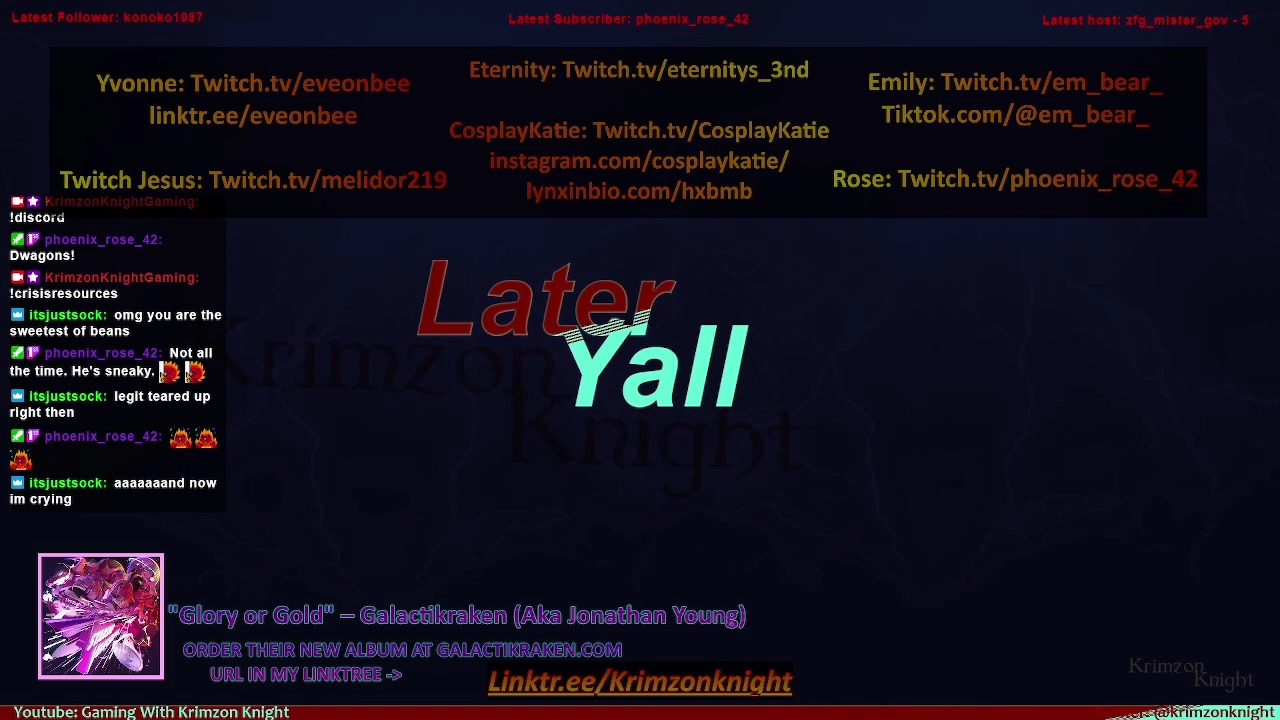 Latest Follower: konoko1987
Latest Subscriber: phoenix_rose_42
Latest host: zfg_mister_gov - 5
Yvonne: Twitch.tv/eveonbee
linktr.ee/eveonbee
Twitch Jesus: Twitch.tv/melidor219
Eternity: Twitch.tv/eternitys_3nd
CosplayKatie: Twitch.tv/CosplayKatie
instagram.com/cosplaykatie/
lynxinbio.com/hxbmb
Emily: Twitch.tv/em_bear_
Tiktok.com/@em_bear_
Rose: Twitch.tv/phoenix_rose_42
KrimzonKnightGaming:
!discord
phoenix_rose_42:
Dwagons!
KrimzonKnightGaming:
!crisisresources
itsjustsock: omg you are the
sweetest of beans
phoenix_rose_42: Not all
the time. He's sneaky.
itsjustsock: legit teared up
right then
phoenix_rose_42:
itsjustsock: aaaaaaand now
im crying
Later
Yall
Krimzon
Knight
"Glory or Gold" – Galactikraken (Aka Jonathan Young)
ORDER THEIR NEW ALBUM AT GALACTIKRAKEN.COM
URL IN MY LINKTREE ->
Linktr.ee/Krimzonknight
Krimzon
Knight
Youtube: Gaming With Krimzon Knight
@krimzonknight